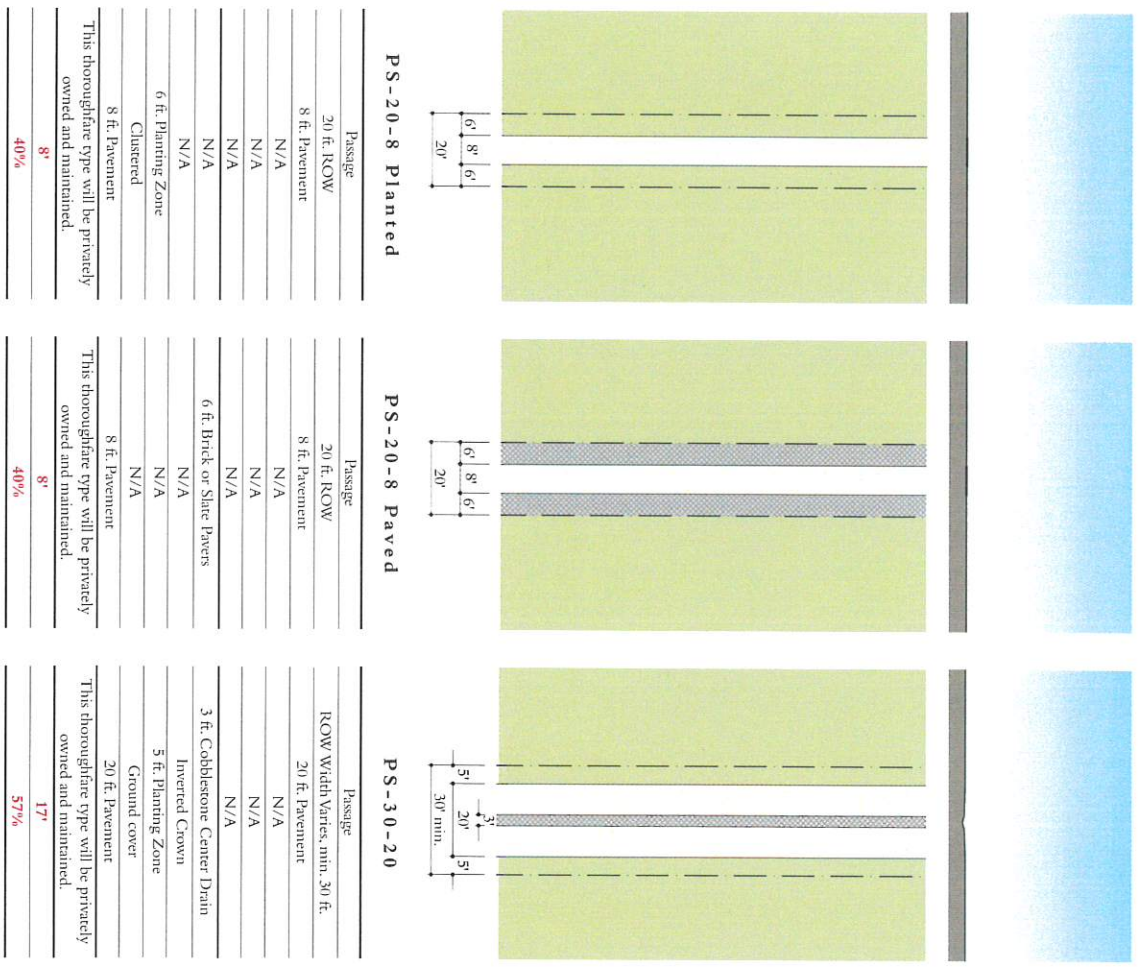 6'
8'
6'
20'
PS-20-8 Planted
Passage
20 ft. ROW
8 ft. Pavement
N/A
N/A
N/A
N/A
N/A
6 ft. Planting Zone
Clustered
8 ft. Pavement
This thoroughfare type will be privately
owned and maintained.
8'
40%
6'
8'
6'
20'
PS-20-8 Paved
Passage
20 ft. ROW
8 ft. Pavement
N/A
N/A
N/A
6 ft. Brick or Slate Pavers
N/A
N/A
N/A
8 ft. Pavement
This thoroughfare type will be privately
owned and maintained.
8'
40%
5'
3'
20'
5'
30' min.
PS-30-20
Passage
ROW Width Varies, min. 30 ft.
20 ft. Pavement
N/A
N/A
N/A
3 ft. Cobblestone Center Drain
Inverted Crown
5 ft. Planting Zone
Ground cover
20 ft. Pavement
This thoroughfare type will be privately
owned and maintained.
17'
57%